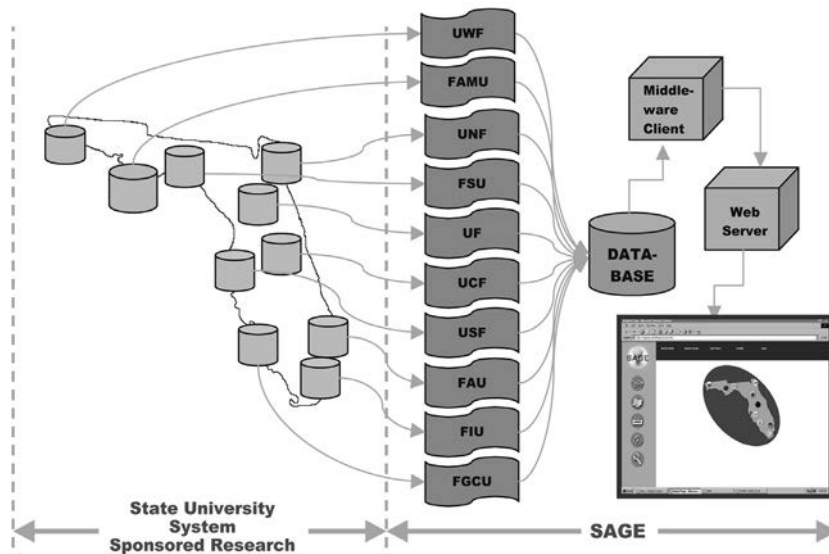 UWF
FAMU
UNF
FSU
UF
UCF
USF
FAU
FIU
FGCU
DATA-
BASE
Middle-
ware
Client
Web
Server
SAGE
State University
System
Sponsored Research
SAGE